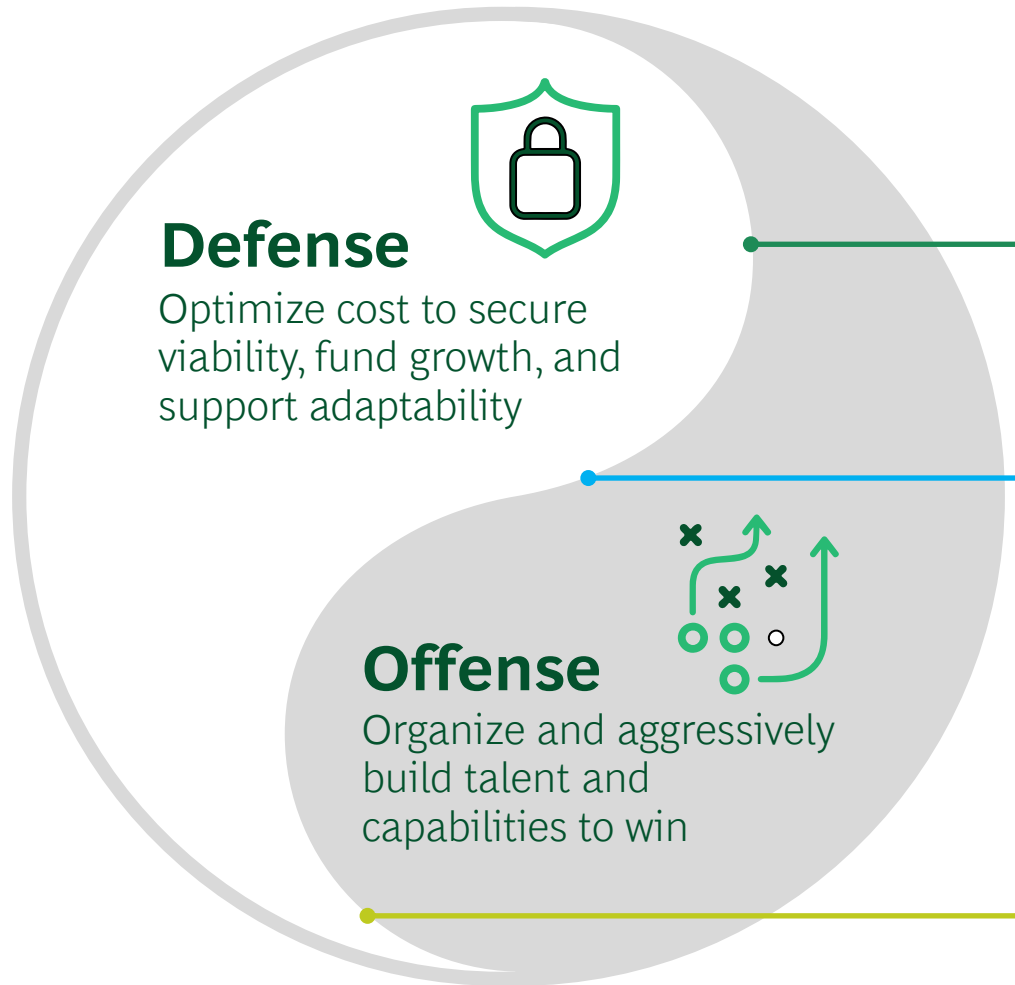 Defense
Optimize cost to secure
viability, fund growth, and
support adaptability
Offense
Organize and aggressively
build talent and
capabilities to win